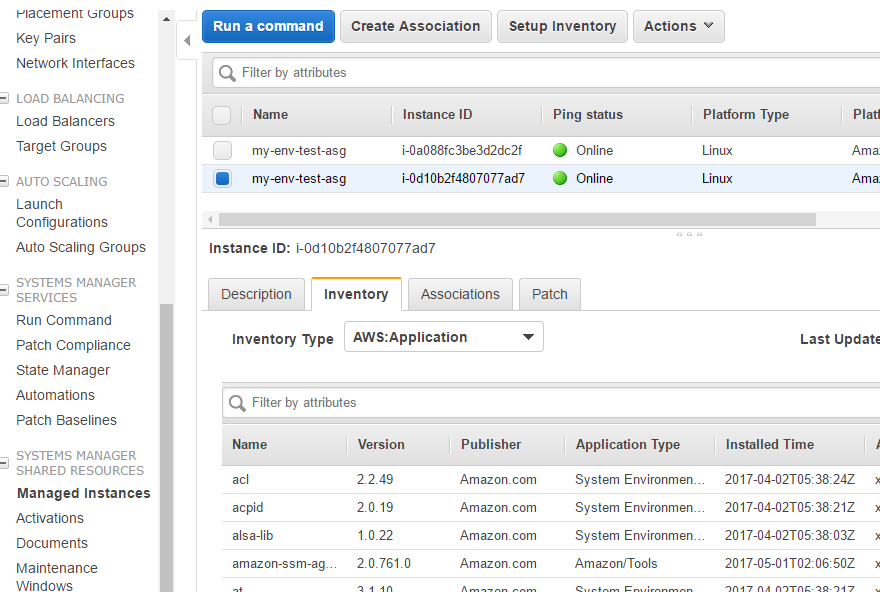 Placement Groups
Key Pairs
Network Interfaces
LOAD BALANCING
Load Balancers
Target Groups
AUTO SCALING
Launch
Configurations
Auto Scaling Groups
SYSTEMS MANAGER
SERVICES
Run Command
Patch Compliance
State Manager
Automations
Patch Baselines
SYSTEMS MANAGER
SHARED RESOURCES
Managed Instances
Activations
Documents
Maintenance
Windows
Run a command Create Association Setup Inventory Actions
Filter by attributes
Name Instance ID Ping status Platform Type Platf
my-env-test-asg i-0a088fc3be3d2dc2f Online Linux Amaz
my-env-test-asg i-0d10b2f4807077ad7 Online Linux Amaz
Instance ID: i-0d10b2f4807077ad7
Description Inventory Associations Patch
Inventory Type AWS:Application Last Update
Filter by attributes
Name Version Publisher Application Type Installed Time
acl 2.2.49 Amazon.com System Environmen... 2017-04-02T05:38:24Z
acpid 2.0.19 Amazon.com System Environmen... 2017-04-02T05:38:21Z
alsa-lib 1.0.22 Amazon.com System Environmen... 2017-04-02T05:38:03Z
amazon-ssm-ag... 2.0.761.0 Amazon.com Amazon/Tools 2017-05-01T02:06:50Z
at 3.1.10 Amazon.com System Environmen... 2017-04-02T05:38:21Z